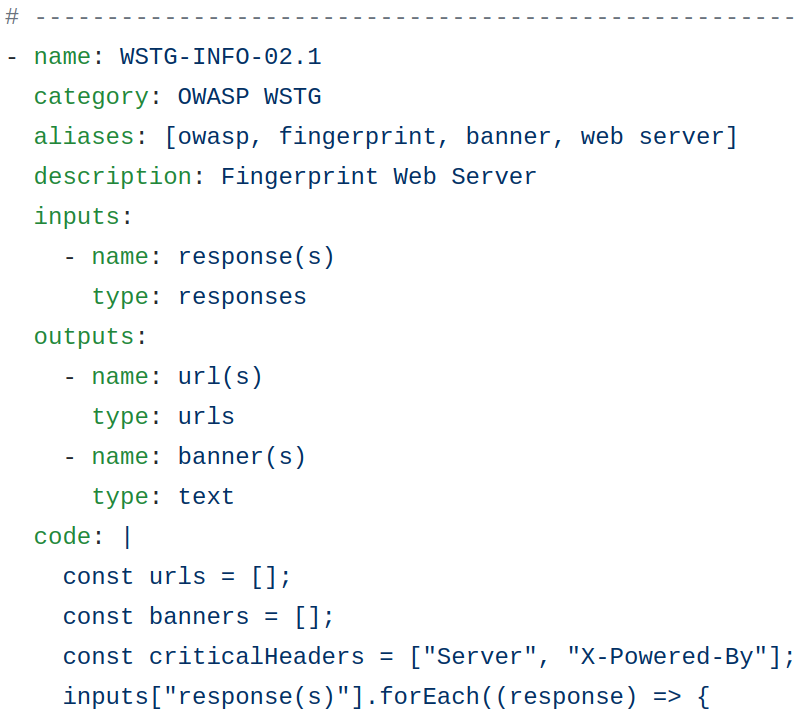 # -----------------------------------------------------
- name: WSTG-INFO-02.1
  category: OWASP WSTG
  aliases: [owasp, fingerprint, banner, web server]
  description: Fingerprint Web Server
  inputs:
    - name: response(s)
      type: responses
  outputs:
    - name: url(s)
      type: urls
    - name: banner(s)
      type: text
  code: |
    const urls = [];
    const banners = [];
    const criticalHeaders = ["Server", "X-Powered-By"];
    inputs["response(s)"].forEach((response) => {